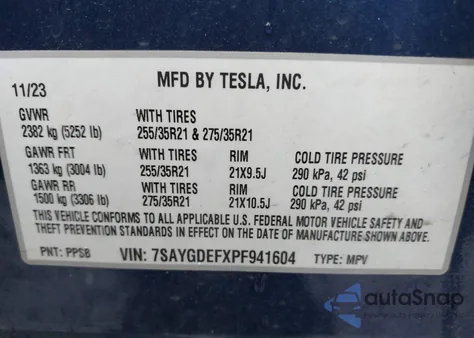 MFD BY TESLA, INC.
11/23
GVWR WITH TIRES
2382 kg (5252 lb) 255/35R21 & 275/35R21
GAWR FRT WITH TIRES RIM COLD TIRE PRESSURE
1363 kg (3004 lb) 255/35R21 21X9.5J 290 kPa, 42 psi
GAWR RR WITH TIRES RIM COLD TIRE PRESSURE
1500 kg (3306 lb) 275/35R21 21X10.5J 290 kPa, 42 psi
THIS VEHICLE CONFORMS TO ALL APPLICABLE U.S. FEDERAL MOTOR VEHICLE SAFETY AND
THEFT PREVENTION STANDARDS IN EFFECT ON THE DATE OF MANUFACTURE SHOWN ABOVE.
PNT: PPSB VIN: 7SAYGDEFXPF941604 TYPE: MPV
autoSnap